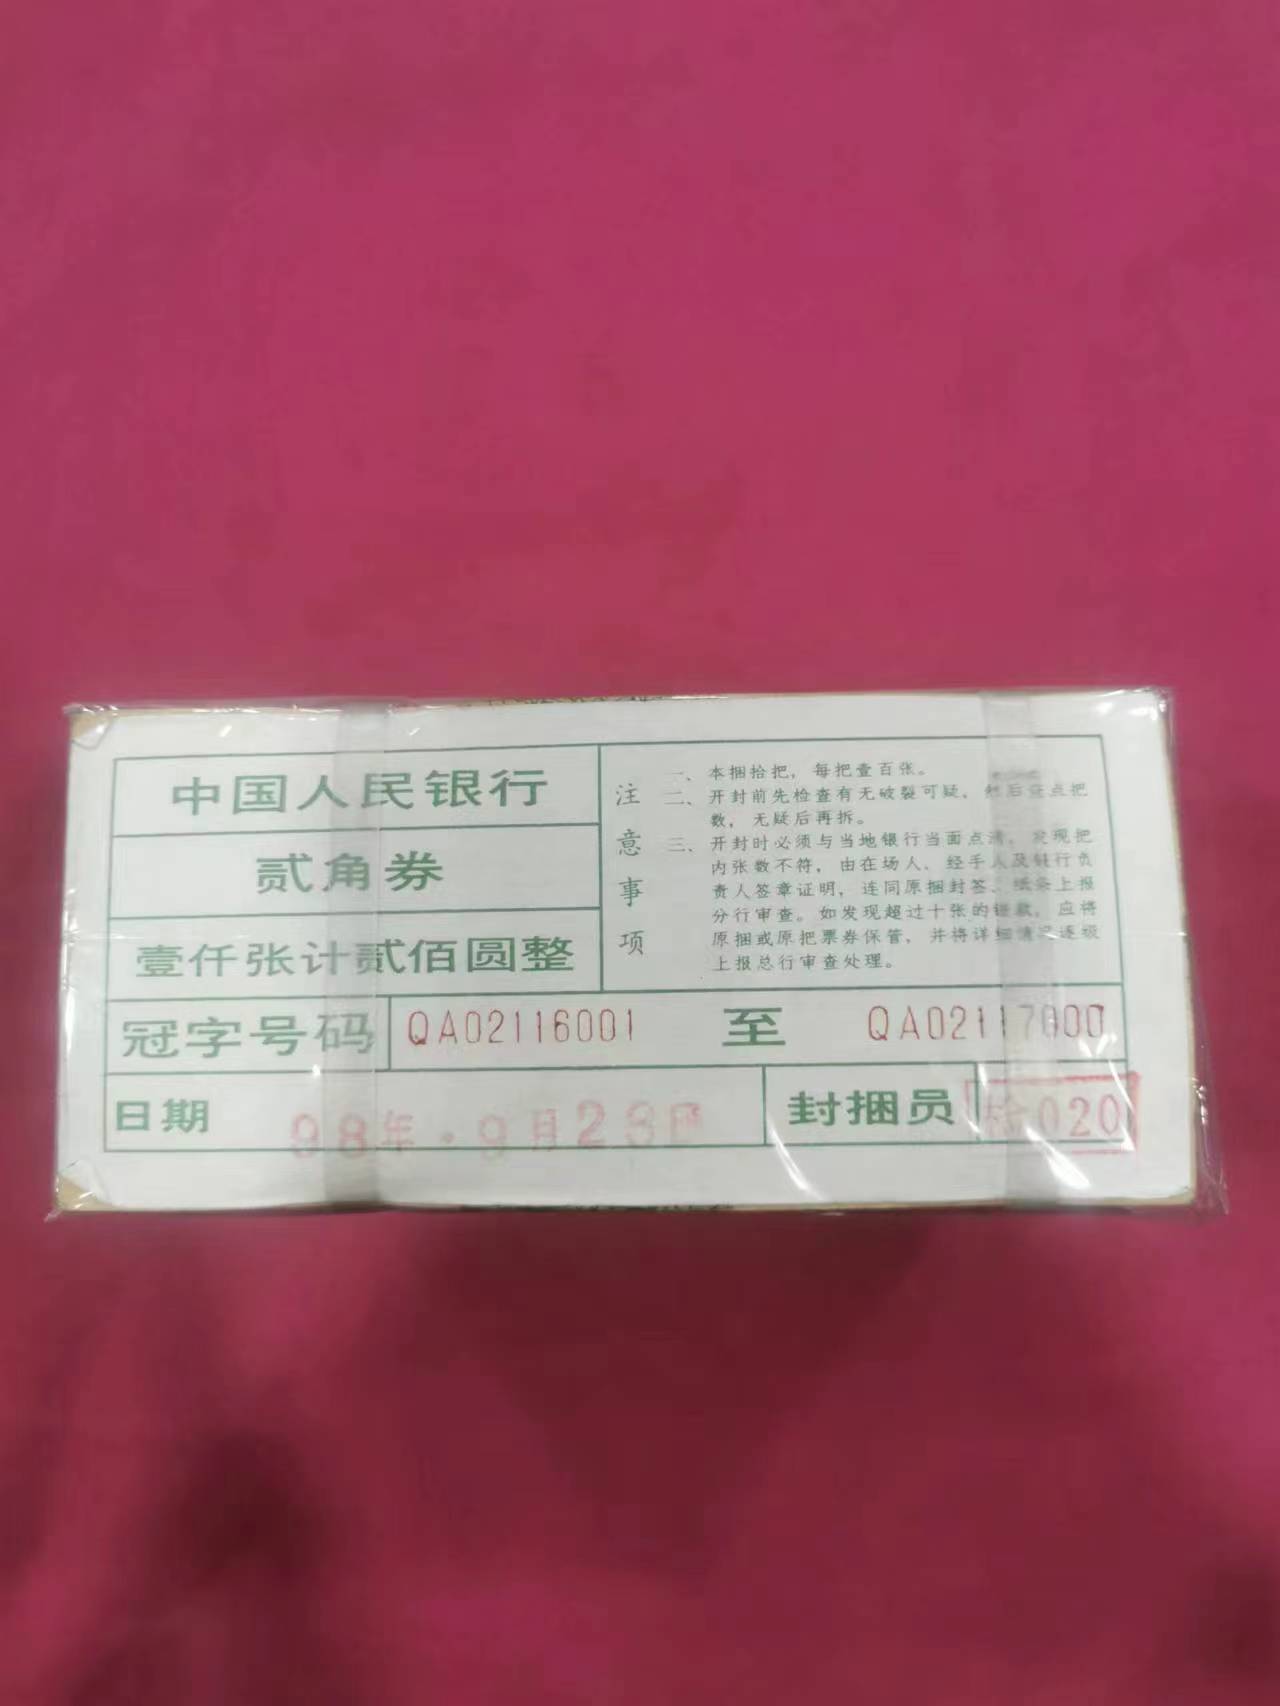 中国人民银行
贰角券
壹仟张计贰佰圆整
注意事项
一、本捆拾把，每把壹百张。
二、开封前先检查有无破裂可疑，然后查点把
数，无疑后再拆。
三、开封时必须与当地银行当面点清，发现把
内张数不符，由在场人、经手人及银行负
责人签章证明，连同原捆封签、纸条上报
分行审查。如发现超过十张的错款，应将
原捆或原把票券保管，并将详细情况逐级
上报总行审查处理。
冠字号码 QA02116001 至 QA02117000
日期 98年·9月23日 封捆员 检020